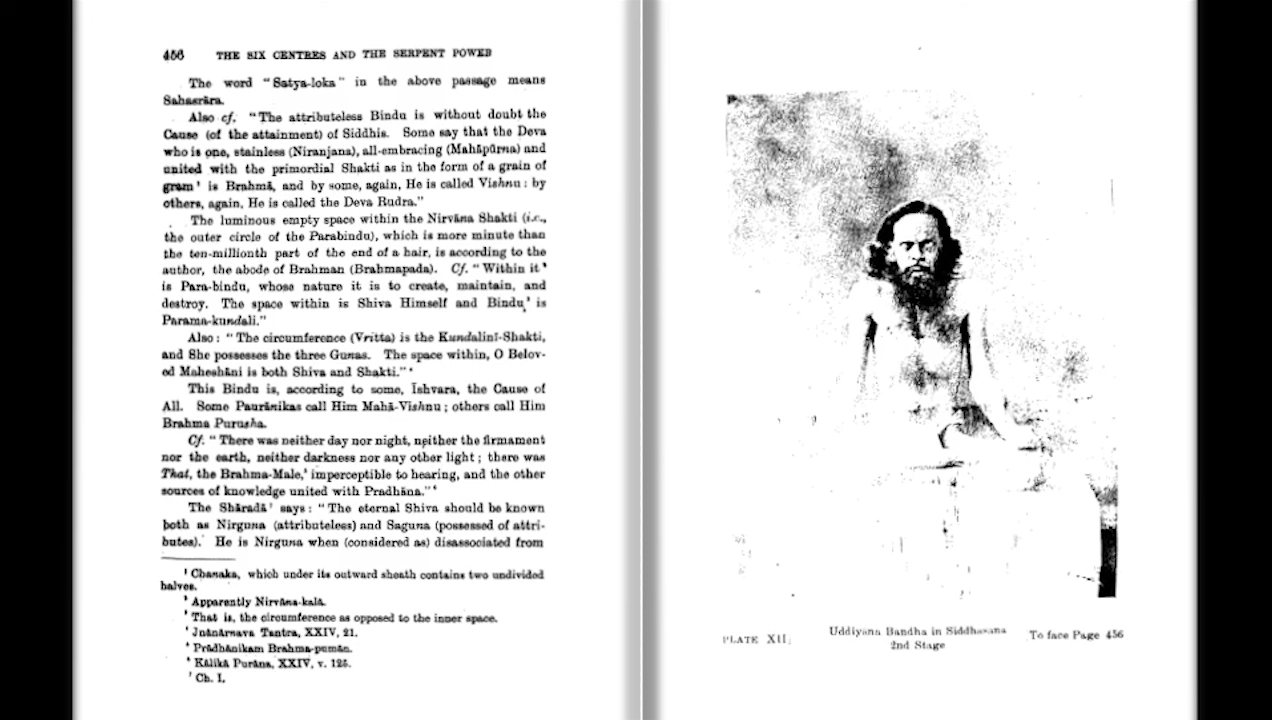 456 THE SIX CENTRES AND THE SERPENT POWER
The word "Satya-loka" in the above passage means
Sahasrāra.
Also cf. "The attributeless Bindu is without doubt the
Cause (of the attainment) of Siddhis. Some say that the Deva
who is one, stainless (Niranjana), all-embracing (Mahāpūrna) and
united with the primordial Shakti as in the form of a grain of
gram¹ is Brahmā, and by some, again, He is called Vishnu: by
others, again, He is called the Deva Rudra."
The luminous empty space within the Nirvāna Shakti (i.e.,
the outer circle of the Parabindu), which is more minute than
the ten-millionth part of the end of a hair, is according to the
author, the abode of Brahman (Brahmapada). Cf. "Within it²
is Para-bindu, whose nature it is to create, maintain, and
destroy. The space within is Shiva Himself and Bindu³ is
Parama-kundali."
Also: "The circumference (Vritta) is the Kundalinī-Shakti,
and She possesses the three Gunas. The space within, O Belov-
ed Maheshāni is both Shiva and Shakti."⁴
This Bindu is, according to some, Īshvara, the Cause of
All. Some Paurānikas call Him Mahā-Vishnu; others call Him
Brahma Purusha.
Cf. "There was neither day nor night, neither the firmament
nor the earth, neither darkness nor any other light; there was
That, the Brahma-Male,⁵ imperceptible to hearing, and the other
sources of knowledge united with Pradhāna."⁶
The Shāradā⁷ says: "The eternal Shiva should be known
both as Nirguna (attributeless) and Saguna (possessed of attri-
butes). He is Nirguna when (considered as) disassociated from
¹ Chanaka, which under its outward sheath contains two undivided
halves.
² Apparently Nirvāna-kalā.
³ That is, the circumference as opposed to the inner space.
⁴ Jnānārnava Tantra, XXIV, 21.
⁵ Prādhānikam Brahma-pumān.
⁶ Kālikā Purāna, XXIV, v. 125.
⁷ Ch. I,
PLATE XII, Uddiyana Bandha in Siddhasana To face Page 456
2nd Stage